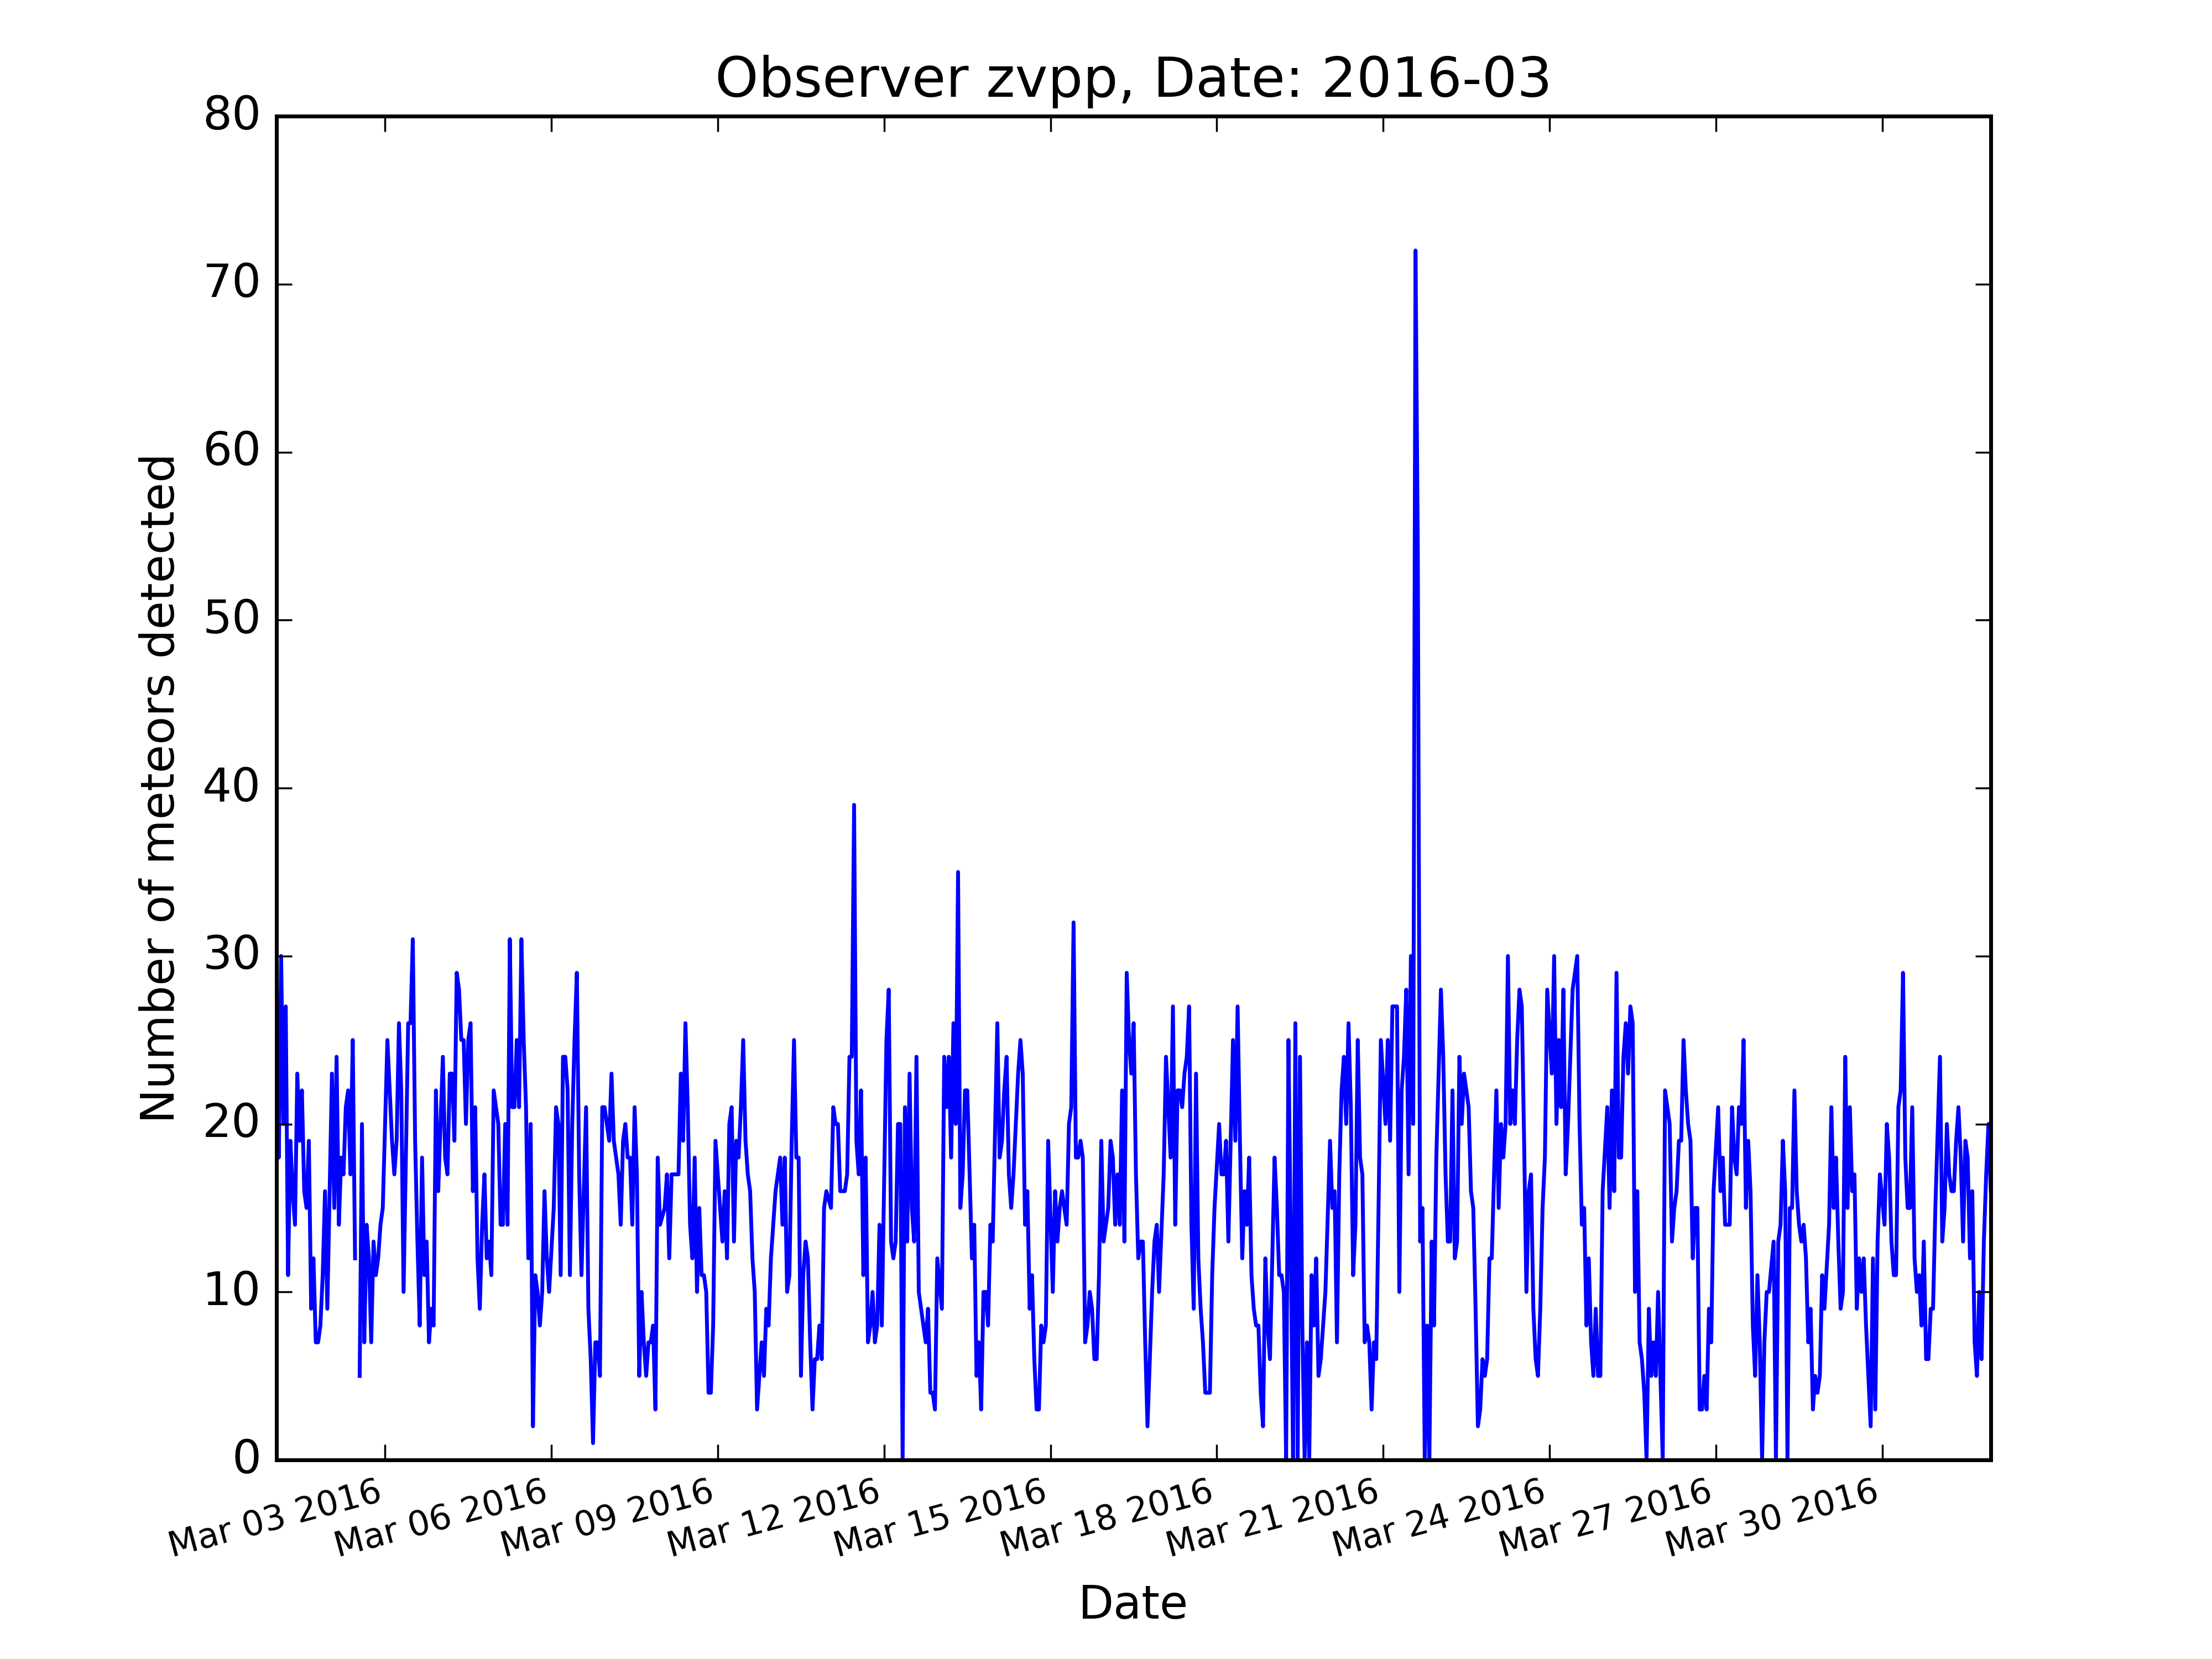 Observer zvpp, Date: 2016-03
80
70
60
50
40
30
20
10
0
Number of meteors detected
Mar 03 2016
Mar 06 2016
Mar 09 2016
Mar 12 2016
Mar 15 2016
Mar 18 2016
Mar 21 2016
Mar 24 2016
Mar 27 2016
Mar 30 2016
Date